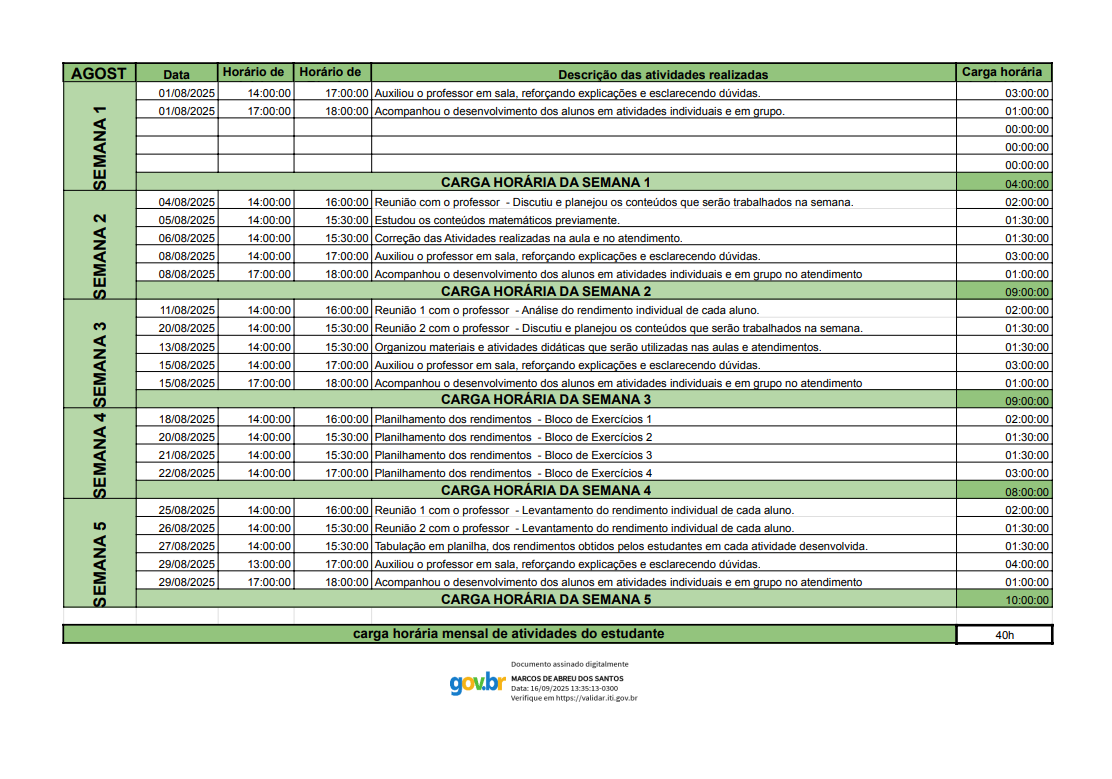 AGOST Data Horário de Horário de Descrição das atividades realizadas Carga horária
SEMANA 1
01/08/2025 14:00:00 17:00:00 Auxiliou o professor em sala, reforçando explicações e esclarecendo dúvidas. 03:00:00
01/08/2025 17:00:00 18:00:00 Acompanhou o desenvolvimento dos alunos em atividades individuais e em grupo. 01:00:00
00:00:00
00:00:00
00:00:00
CARGA HORÁRIA DA SEMANA 1 04:00:00
SEMANA 2
04/08/2025 14:00:00 16:00:00 Reunião com o professor - Discutiu e planejou os conteúdos que serão trabalhados na semana. 02:00:00
05/08/2025 14:00:00 15:30:00 Estudou os conteúdos matemáticos previamente. 01:30:00
06/08/2025 14:00:00 15:30:00 Correção das Atividades realizadas na aula e no atendimento. 01:30:00
08/08/2025 14:00:00 17:00:00 Auxiliou o professor em sala, reforçando explicações e esclarecendo dúvidas. 03:00:00
08/08/2025 17:00:00 18:00:00 Acompanhou o desenvolvimento dos alunos em atividades individuais e em grupo no atendimento 01:00:00
CARGA HORÁRIA DA SEMANA 2 09:00:00
SEMANA 3
11/08/2025 14:00:00 16:00:00 Reunião 1 com o professor - Análise do rendimento individual de cada aluno. 02:00:00
20/08/2025 14:00:00 15:30:00 Reunião 2 com o professor - Discutiu e planejou os conteúdos que serão trabalhados na semana. 01:30:00
13/08/2025 14:00:00 15:30:00 Organizou materiais e atividades didáticas que serão utilizadas nas aulas e atendimentos. 01:30:00
15/08/2025 14:00:00 17:00:00 Auxiliou o professor em sala, reforçando explicações e esclarecendo dúvidas. 03:00:00
15/08/2025 17:00:00 18:00:00 Acompanhou o desenvolvimento dos alunos em atividades individuais e em grupo no atendimento 01:00:00
CARGA HORÁRIA DA SEMANA 3 09:00:00
SEMANA 4
18/08/2025 14:00:00 16:00:00 Planilhamento dos rendimentos - Bloco de Exercícios 1 02:00:00
20/08/2025 14:00:00 15:30:00 Planilhamento dos rendimentos - Bloco de Exercícios 2 01:30:00
21/08/2025 14:00:00 15:30:00 Planilhamento dos rendimentos - Bloco de Exercícios 3 01:30:00
22/08/2025 14:00:00 17:00:00 Planilhamento dos rendimentos - Bloco de Exercícios 4 03:00:00
CARGA HORÁRIA DA SEMANA 4 08:00:00
SEMANA 5
25/08/2025 14:00:00 16:00:00 Reunião 1 com o professor - Levantamento do rendimento individual de cada aluno. 02:00:00
26/08/2025 14:00:00 15:30:00 Reunião 2 com o professor - Levantamento do rendimento individual de cada aluno. 01:30:00
27/08/2025 14:00:00 15:30:00 Tabulação em planilha, dos rendimentos obtidos pelos estudantes em cada atividade desenvolvida. 01:30:00
29/08/2025 13:00:00 17:00:00 Auxiliou o professor em sala, reforçando explicações e esclarecendo dúvidas. 04:00:00
29/08/2025 17:00:00 18:00:00 Acompanhou o desenvolvimento dos alunos em atividades individuais e em grupo no atendimento 01:00:00
CARGA HORÁRIA DA SEMANA 5 10:00:00
carga horária mensal de atividades do estudante 40h
gov.br
Documento assinado digitalmente
MARCOS DE ABREU DOS SANTOS
Data: 16/09/2025 13:35:13-0300
Verifique em https://validar.iti.gov.br